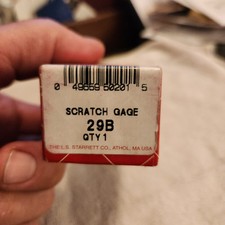 0 49659 50201 5
SCRATCH GAGE
29B
QTY 1
THE L.S. STARRETT CO., ATHOL, MA USA